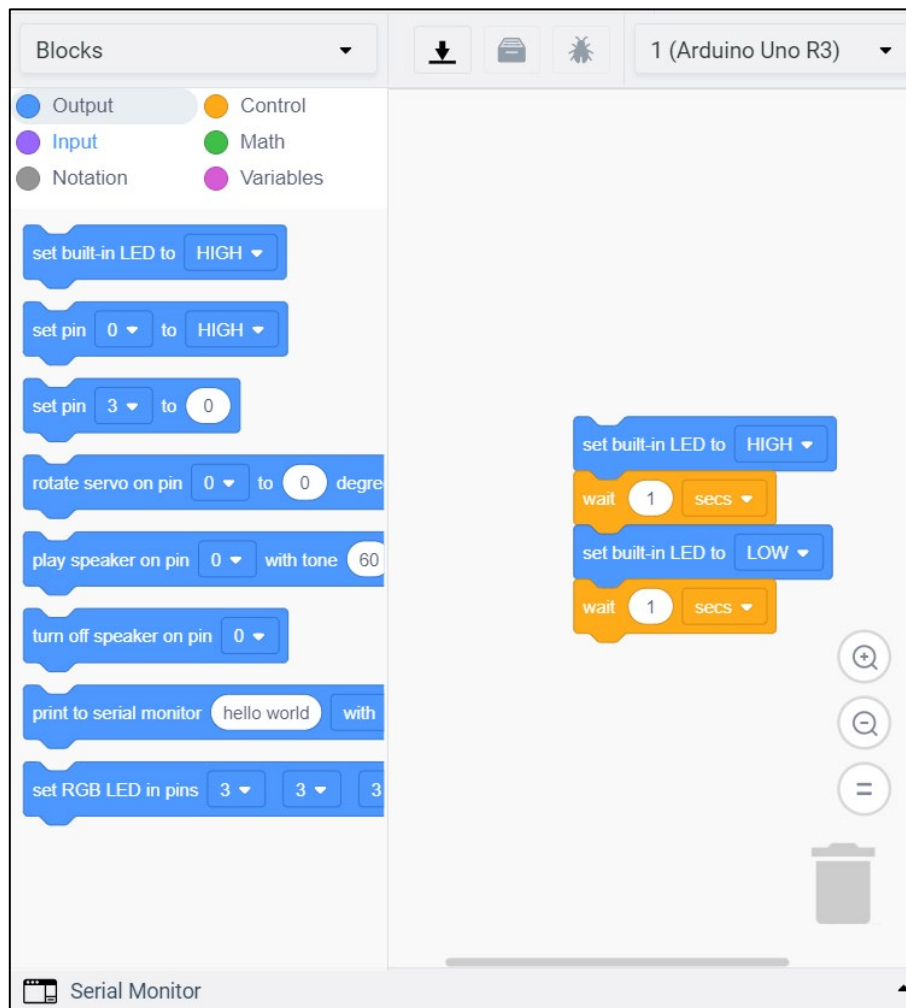 Blocks
1 (Arduino Uno R3)
Output
Control
Input
Math
Notation
Variables
set built-in LED to HIGH
set pin 0 to HIGH
set pin 3 to 0
rotate servo on pin 0 to 0 degre
play speaker on pin 0 with tone 60
turn off speaker on pin 0
print to serial monitor hello world with
set RGB LED in pins 3 3 3
set built-in LED to HIGH
wait 1 secs
set built-in LED to LOW
wait 1 secs
Serial Monitor